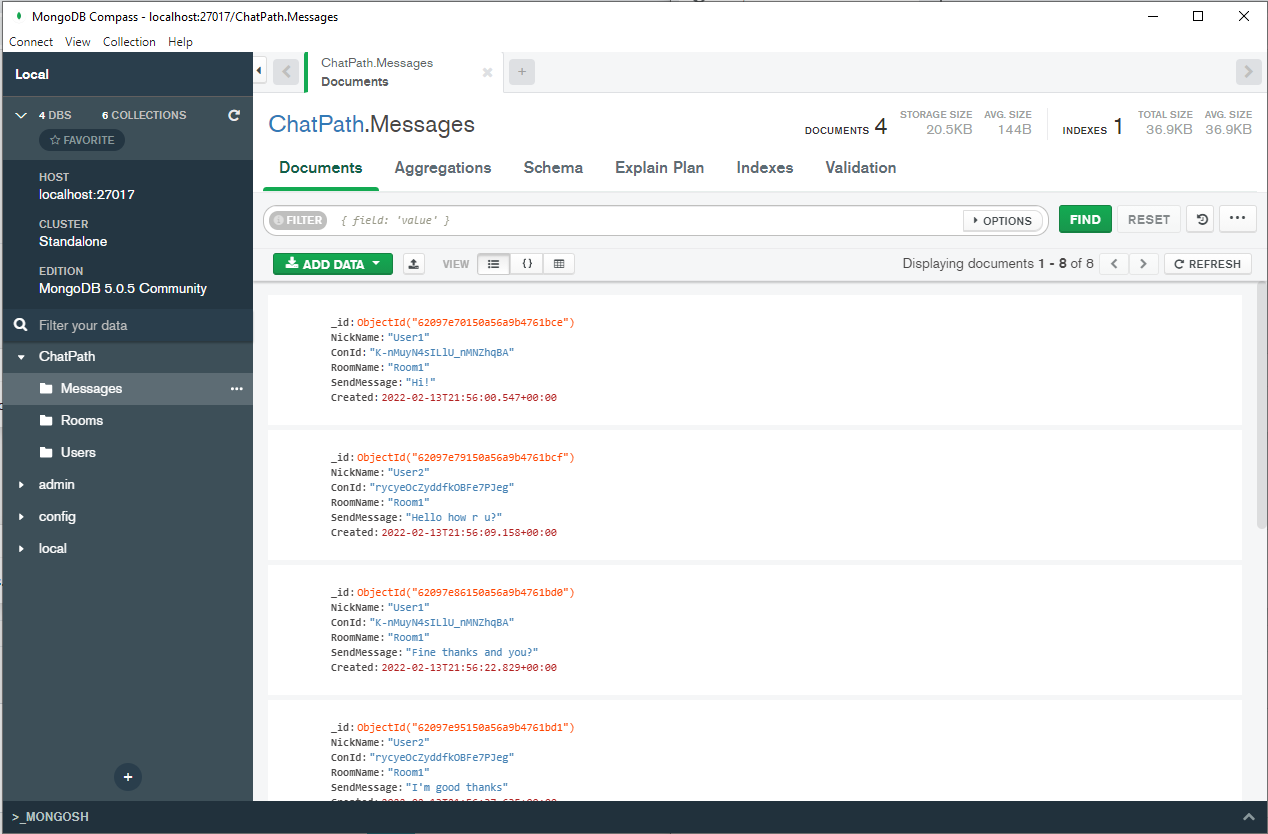 MongoDB Compass - localhost:27017/ChatPath.Messages
Connect View Collection Help
Local
4 DBS 6 COLLECTIONS
FAVORITE
HOST
localhost:27017
CLUSTER
Standalone
EDITION
MongoDB 5.0.5 Community
Filter your data
ChatPath
Messages
Rooms
Users
admin
config
local
ChatPath.Messages
Documents
ChatPath.Messages
DOCUMENTS 4
STORAGE SIZE
20.5KB
AVG. SIZE
144B
INDEXES 1
TOTAL SIZE
36.9KB
AVG. SIZE
36.9KB
Documents Aggregations Schema Explain Plan Indexes Validation
FILTER { field: 'value' } OPTIONS FIND RESET
ADD DATA VIEW {} Displaying documents 1 - 8 of 8 REFRESH
_id: ObjectId("62097e70150a56a9b4761bce")
NickName: "User1"
ConId: "K-nMuyN4sILlU_nMNZhqBA"
RoomName: "Room1"
SendMessage: "Hi!"
Created: 2022-02-13T21:56:00.547+00:00
_id: ObjectId("62097e79150a56a9b4761bcf")
NickName: "User2"
ConId: "rycyeOcZyddfkOBFe7PJeg"
RoomName: "Room1"
SendMessage: "Hello how r u?"
Created: 2022-02-13T21:56:09.158+00:00
_id: ObjectId("62097e86150a56a9b4761bd0")
NickName: "User1"
ConId: "K-nMuyN4sILlU_nMNZhqBA"
RoomName: "Room1"
SendMessage: "Fine thanks and you?"
Created: 2022-02-13T21:56:22.829+00:00
_id: ObjectId("62097e95150a56a9b4761bd1")
NickName: "User2"
ConId: "rycyeOcZyddfkOBFe7PJeg"
RoomName: "Room1"
SendMessage: "I'm good thanks"
>_MONGOSH